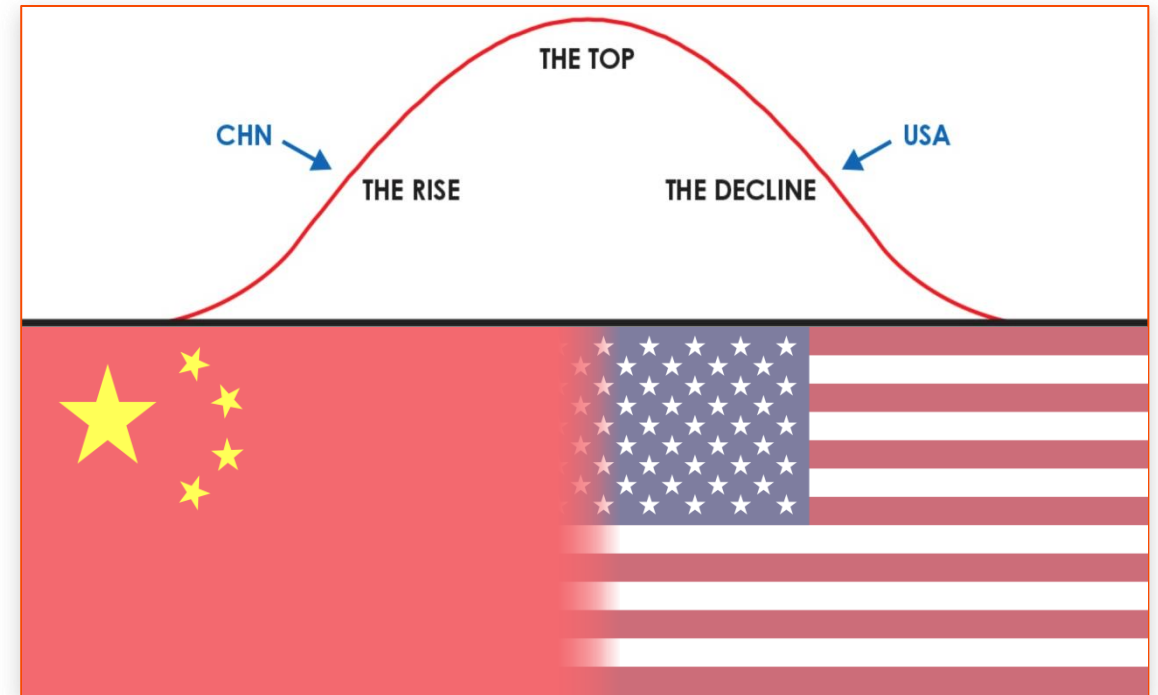 THE TOP
CHN
USA
THE RISE
THE DECLINE